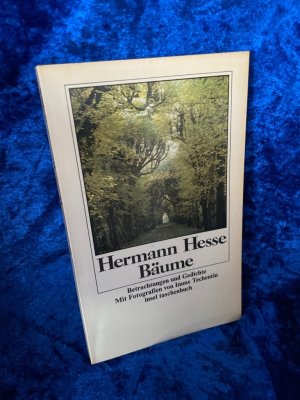 Hermann Hesse
Bäume
Betrachtungen und Gedichte
Mit Fotografien von Imme Techentin
insel taschenbuch